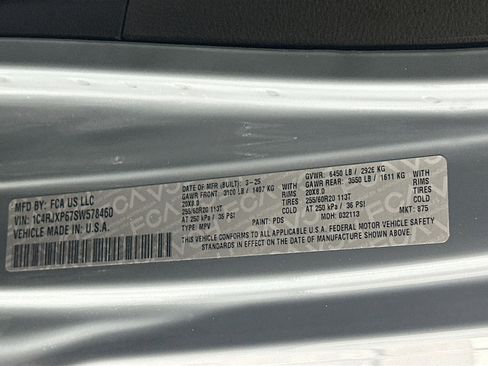 MFD BY: FCA US LLC
VIN: 1C4RJXP67SW578460
VEHICLE MADE IN U.S.A.
DATE OF MFR (BUILT): 3-25
GAWR FRONT: 3100 LB / 1407 KG WITH
20X8.0 RIMS
255/60R20 113T
AT 250 kPa / 36 PSI COLD
TYPE: MPV PAINT: PDS MDH: 032113 MKT: 875
GVWR: 6450 LB / 2926 KG
GAWR REAR: 3550 LB / 1611 KG WITH
20X8.0 RIMS
255/60R20 113T
AT 250 kPa / 36 PSI COLD
THIS VEHICLE CONFORMS TO ALL APPLICABLE U.S.A. FEDERAL MOTOR VEHICLE SAFETY
STANDARDS IN EFFECT ON THE DATE OF MANUFACTURE SHOWN ABOVE.